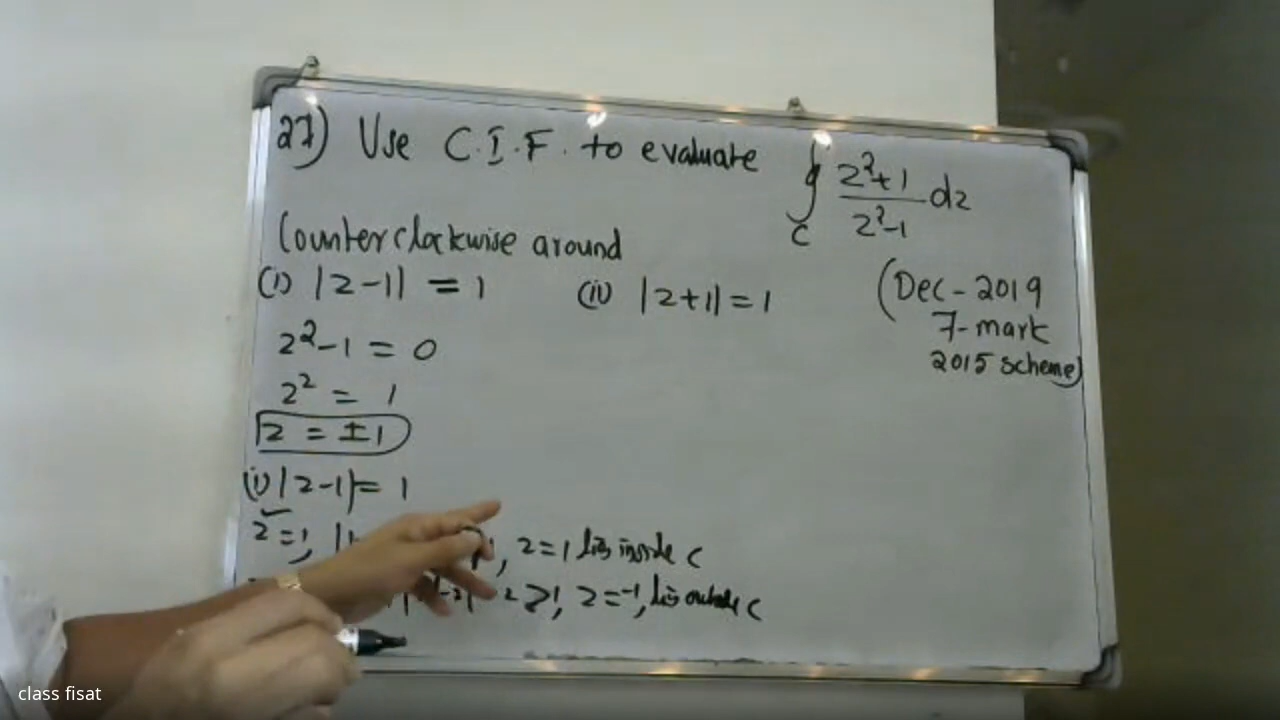 27) Use C.I.F. to evaluate ∮_C (z²+1)/(z²-1) dz
Counterclockwise around
(i) |z-1| = 1 (ii) |z+1| = 1
(Dec-2019
7-mark
2015 scheme)
z²-1 = 0
z² = 1
z = ±1
(i) |z-1| = 1
z=1, z=1 lies inside C
2 >1, z=-1, lies outside C
class fisat